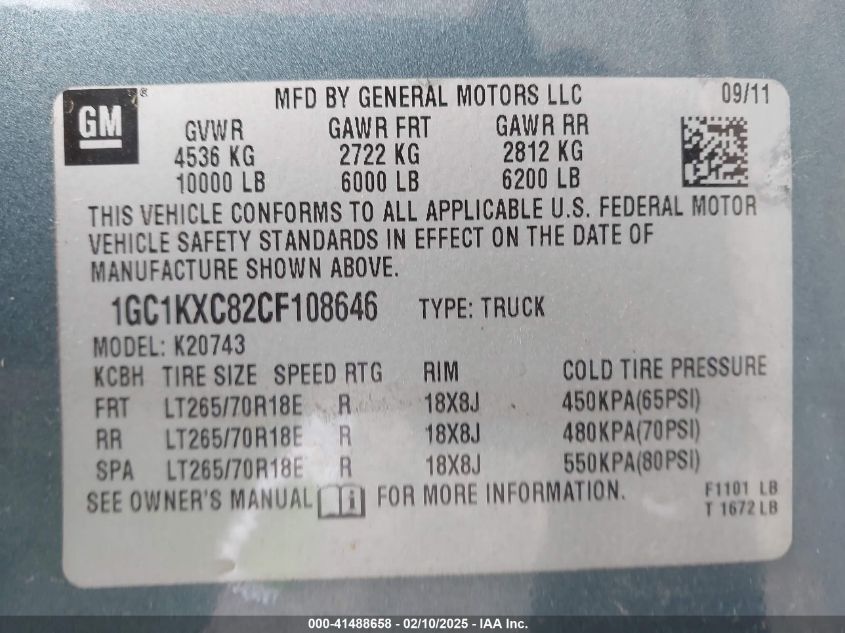 GM ® MFD BY GENERAL MOTORS LLC 09/11
GVWR GAWR FRT GAWR RR
4536 KG 2722 KG 2812 KG
10000 LB 6000 LB 6200 LB
THIS VEHICLE CONFORMS TO ALL APPLICABLE U.S. FEDERAL MOTOR
VEHICLE SAFETY STANDARDS IN EFFECT ON THE DATE OF
MANUFACTURE SHOWN ABOVE.
1GC1KXC82CF108646 TYPE: TRUCK
MODEL: K20743
KCBH TIRE SIZE SPEED RTG RIM COLD TIRE PRESSURE
FRT LT265/70R18E R 18X8J 450KPA(65PSI)
RR LT265/70R18E R 18X8J 480KPA(70PSI)
SPA LT265/70R18E R 18X8J 550KPA(80PSI)
SEE OWNER'S MANUAL i FOR MORE INFORMATION. F1101 LB
T 1672 LB
000-41488658 - 02/10/2025 - IAA Inc.